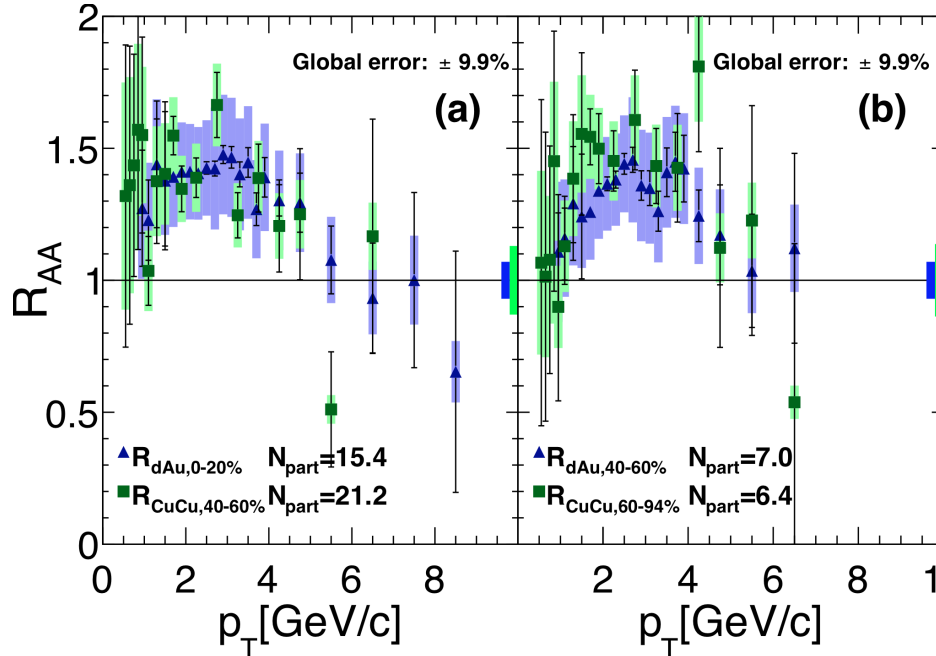 2
1.5
1
0.5
0
R_AA
Global error: ± 9.9%
(a)
R_dAu,0-20% N_part=15.4
R_CuCu,40-60% N_part=21.2
0 2 4 6 8
p_T[GeV/c]
Global error: ± 9.9%
(b)
R_dAu,40-60% N_part=7.0
R_CuCu,60-94% N_part=6.4
2 4 6 8 1
p_T[GeV/c]